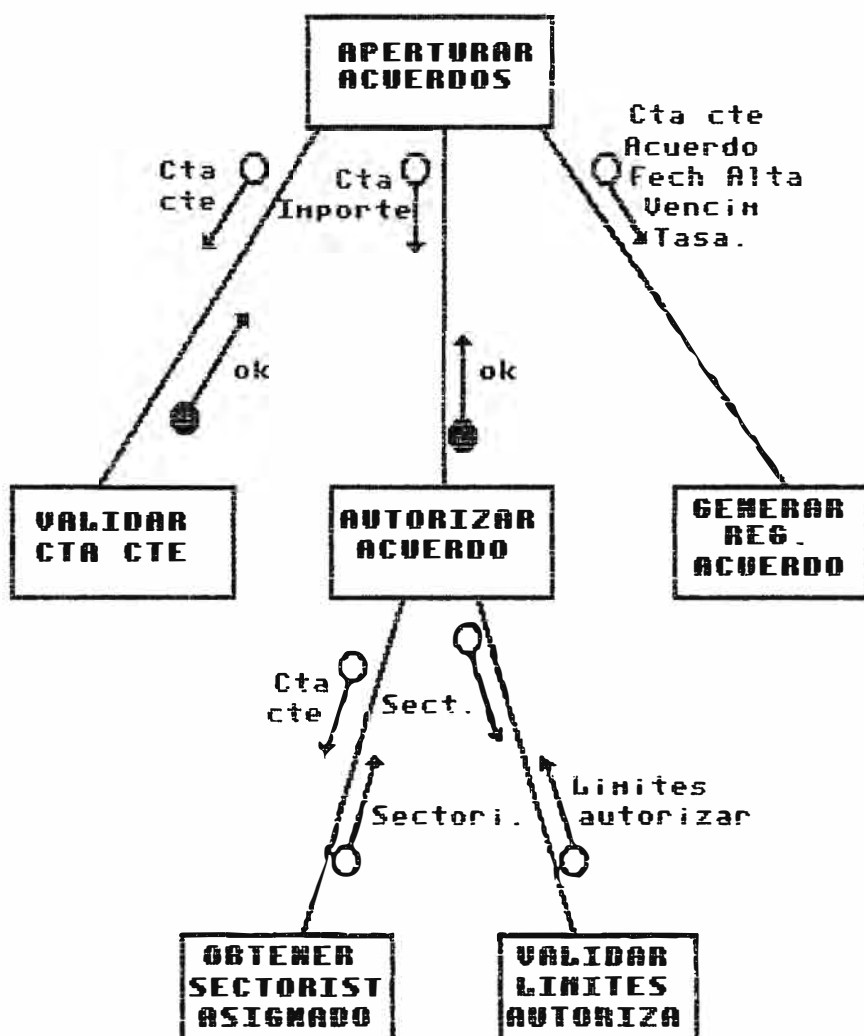 APERTURAR
ACUERDOS
Cta
cte
Cta
Importe
Cta cte
Acuerdo
Fech Alta
Vencim
Tasa.
ok
ok
VALIDAR
CTA CTE
AUTORIZAR
ACUERDO
GENERAR
REG.
ACUERDO
Cta
cte
Sect.
Sectori.
Limites
autorizar
OBTENER
SECTORIST
ASIGNADO
VALIDAR
LIMITES
AUTORIZA